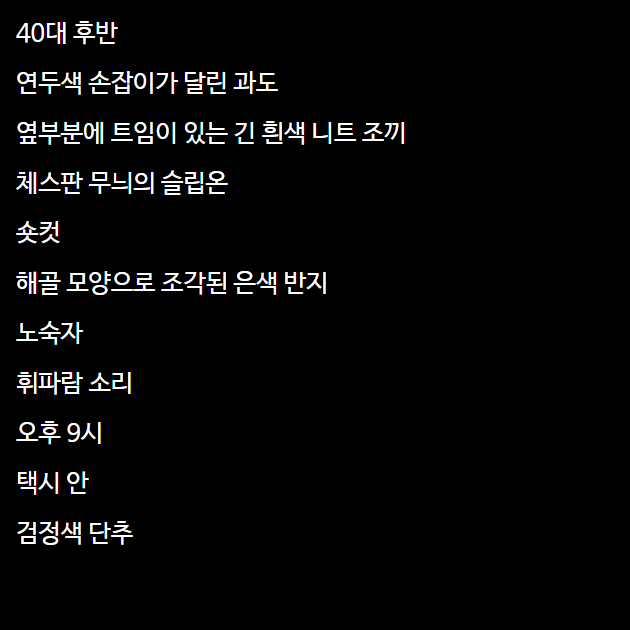 40대 후반
연두색 손잡이가 달린 과도
옆부분에 트임이 있는 긴 흰색 니트 조끼
체스판 무늬의 슬립온
숏컷
해골 모양으로 조각된 은색 반지
노숙자
휘파람 소리
오후 9시
택시 안
검정색 단추